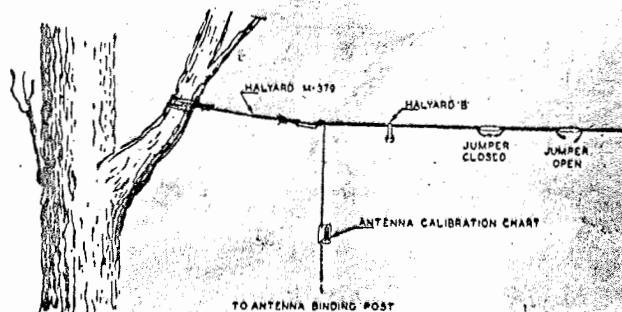 HALYARD M-379
HALYARD 'B'
JUMPER
CLOSED
JUMPER
OPEN
ANTENNA CALIBRATION CHART
TO ANTENNA BINDING POST